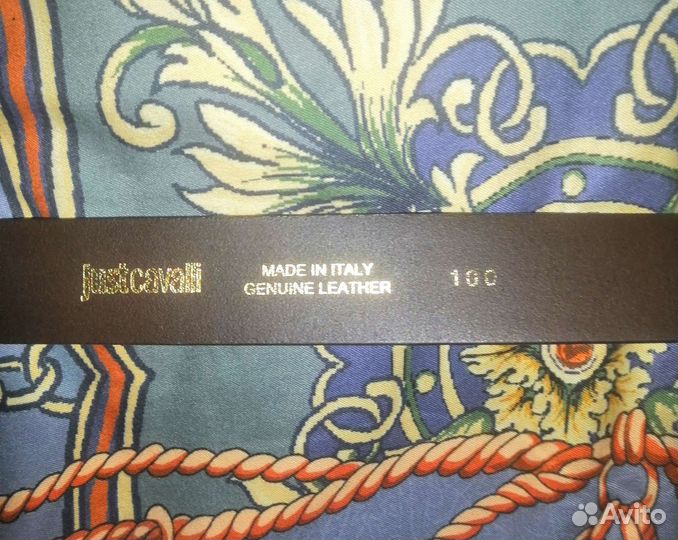 justcavalli
MADE IN ITALY
GENUINE LEATHER
100
Avito